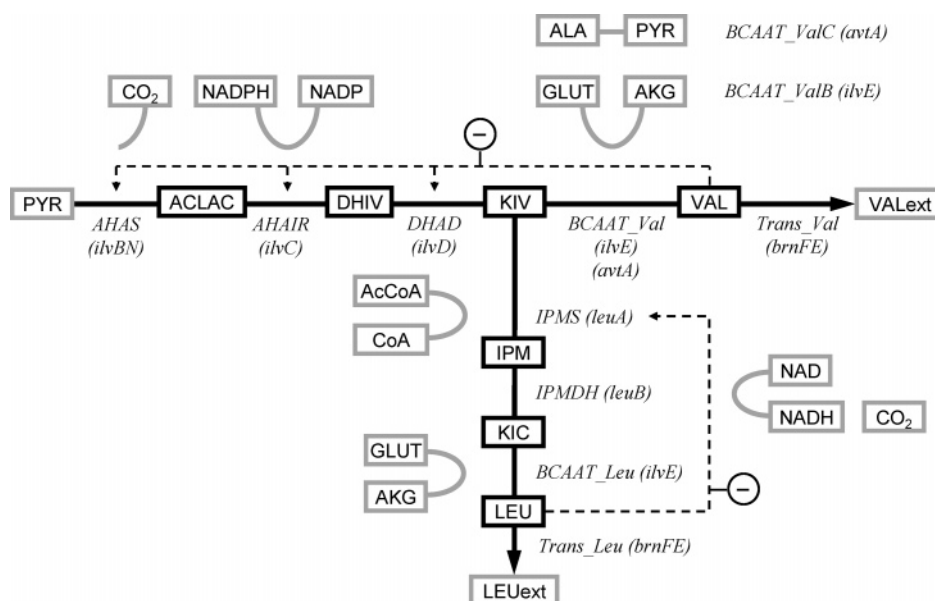 ALA PYR BCAAT_ValC (avtA)
CO2 NADPH NADP GLUT AKG BCAAT_ValB (ilvE)
−
PYR ACLAC DHIV KIV VAL VALext
AHAS AHAIR DHAD BCAAT_Val Trans_Val
(ilvBN) (ilvC) (ilvD) (ilvE) (brnFE)
(avtA)
AcCoA
IPMS (leuA)
CoA
IPM
NAD
IPMDH (leuB)
NADH CO2
KIC
GLUT
BCAAT_Leu (ilvE)
AKG
LEU −
Trans_Leu (brnFE)
LEUext